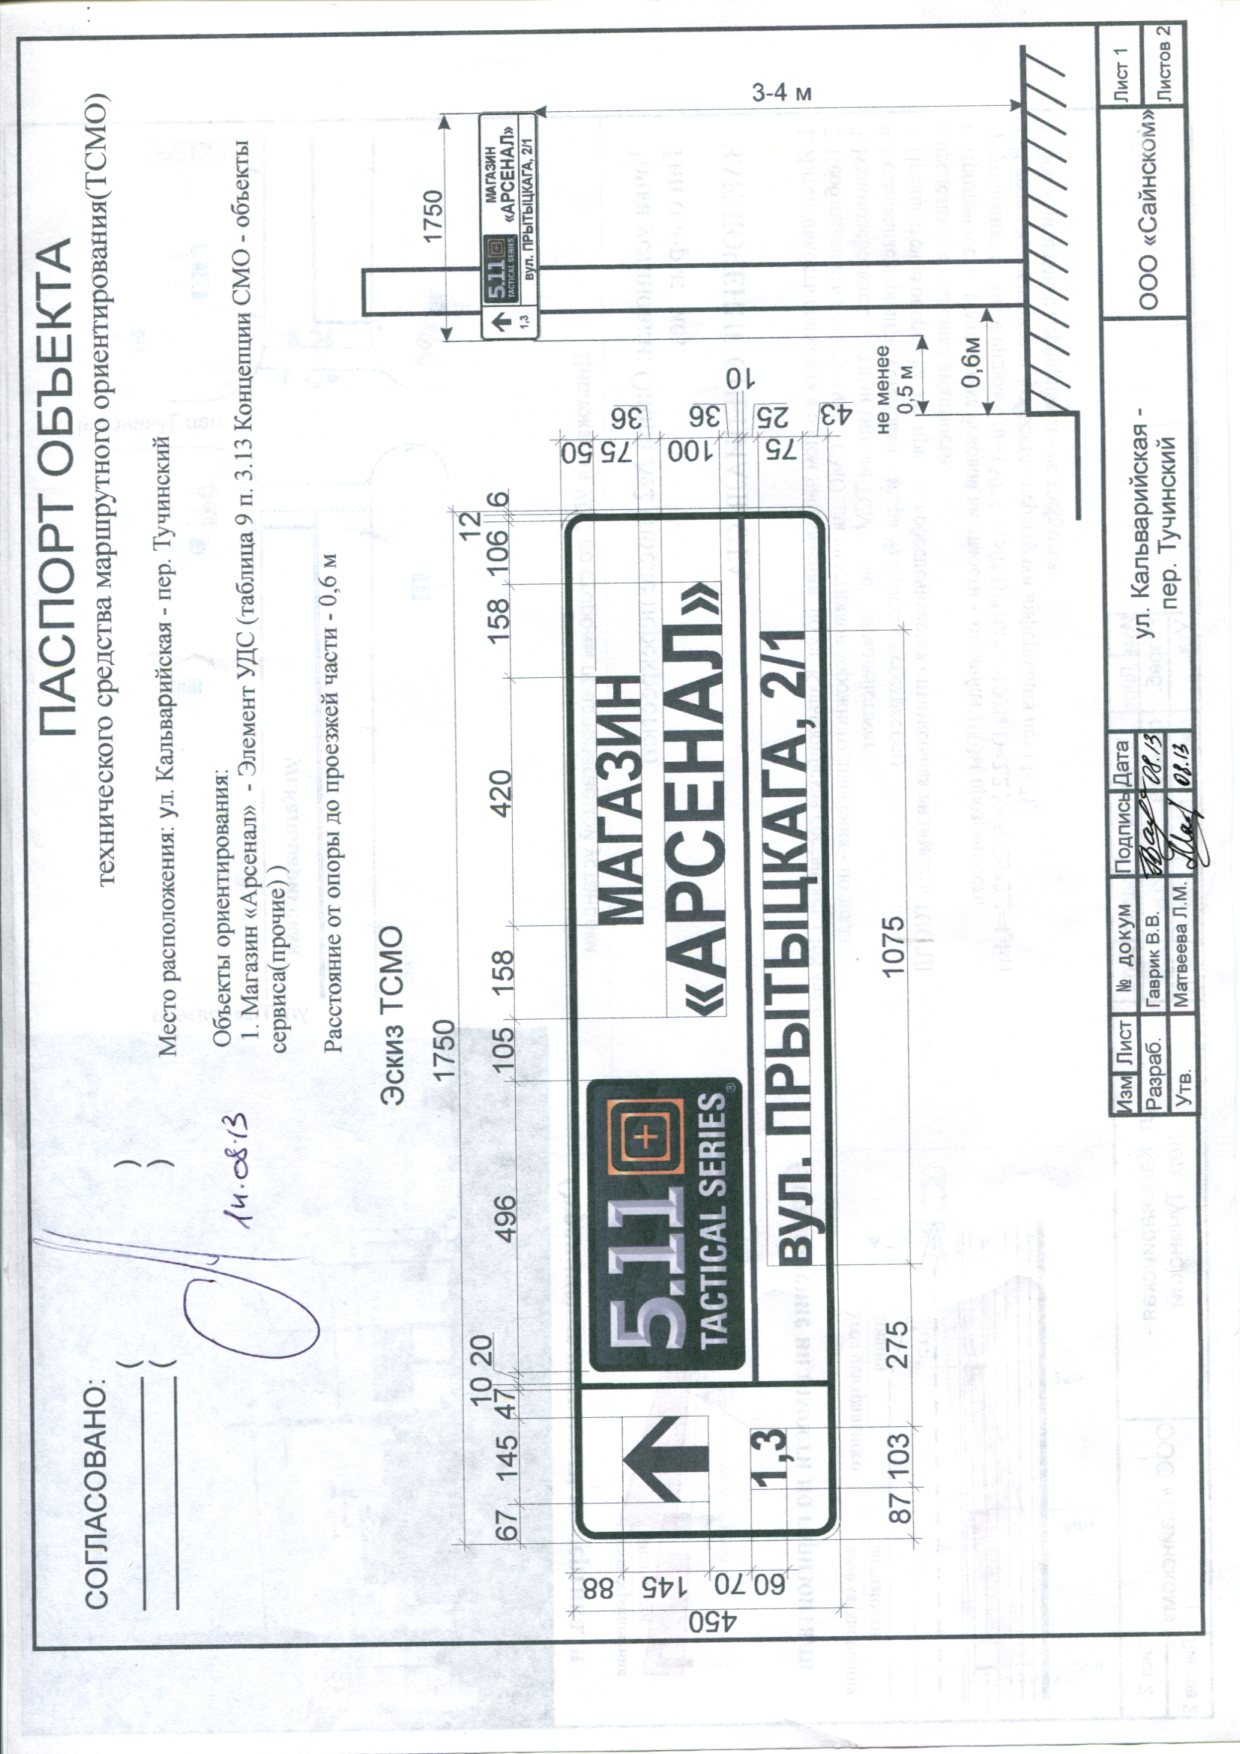 ПАСПОРТ ОБЪЕКТА
технического средства маршрутного ориентирования(ТСМО)
СОГЛАСОВАНО:
( )
( )
14.08.13
Место расположения: ул. Кальварийская - пер. Тучинский
Объекты ориентирования:
1. Магазин «Арсенал» - Элемент УДС (таблица 9 п. 3.13 Концепции СМО - объекты
сервиса(прочие) )
Расстояние от опоры до проезжей части - 0,6 м
Эскиз ТСМО
1750
67 145 47 10 20 496 105 158 420 158 106 12 6
450
88 145 70 60
1,3
5.11
TACTICAL SERIES®
МАГАЗИН
«АРСЕНАЛ»
вул. ПРЫТЫЦКАГА, 2/1
50 75 36 100 36 10 25 75 43
87 103 275 1075
1750
1,3
5.11
TACTICAL SERIES
МАГАЗИН
«АРСЕНАЛ»
вул. ПРЫТЫЦКАГА, 2/1
3-4 м
не менее
0,5 м
0,6м
Изм Лист № докум Подпись Дата
Разраб. Гаврик В.В. 08.13
Утв. Матвеева Л.М. 08.13
ул. Кальварийская -
пер. Тучинский
ООО «Сайнском»
Лист 1
Листов 2